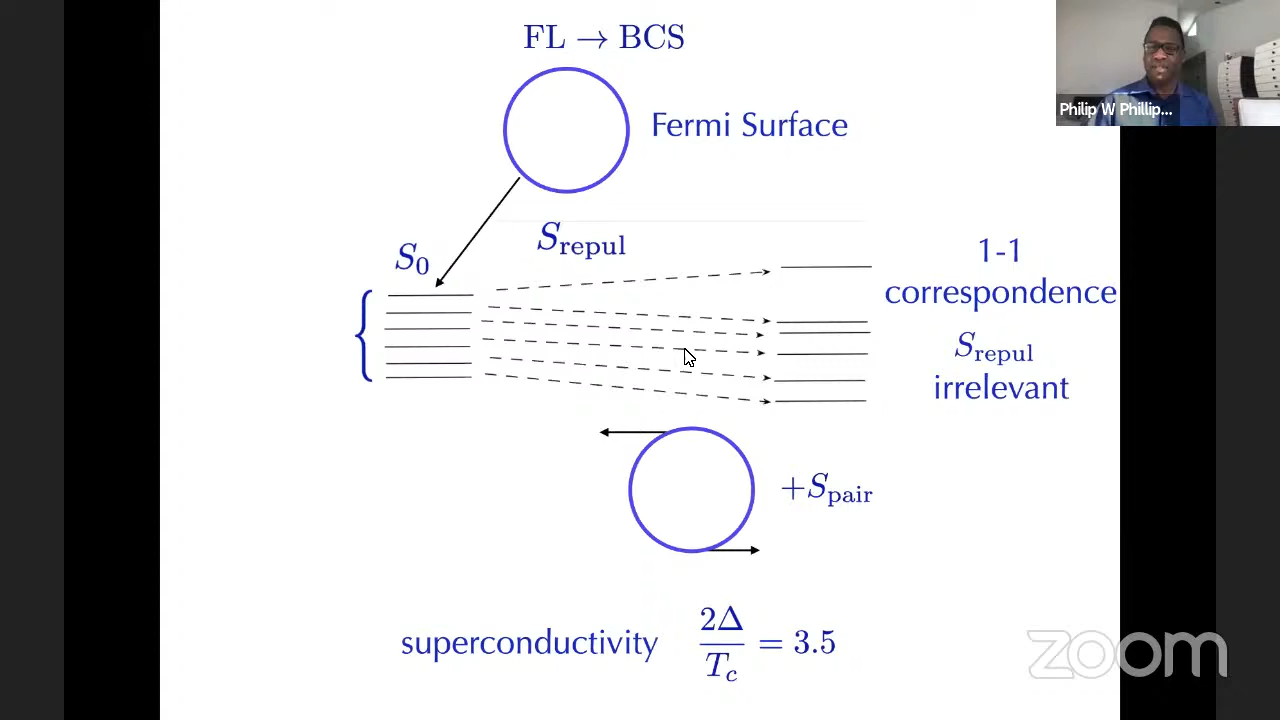 FL → BCS
Philip W Phillip...
Fermi Surface
S₀
S_repul
1-1
correspondence
S_repul
irrelevant
+S_pair
superconductivity 2Δ/T_c = 3.5
zoom